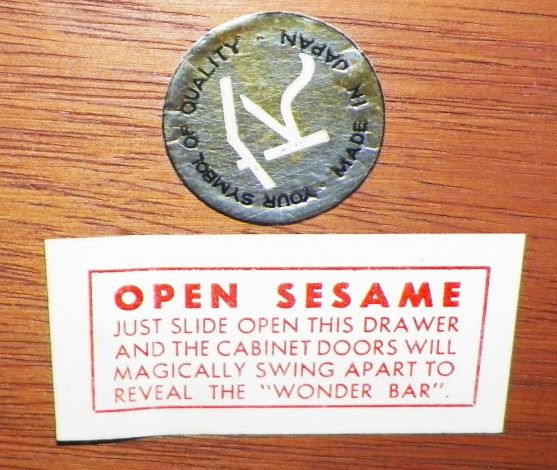 YOUR SYMBOL OF QUALITY · MADE IN JAPAN ·
OPEN SESAME
JUST SLIDE OPEN THIS DRAWER
AND THE CABINET DOORS WILL
MAGICALLY SWING APART TO
REVEAL THE "WONDER BAR".